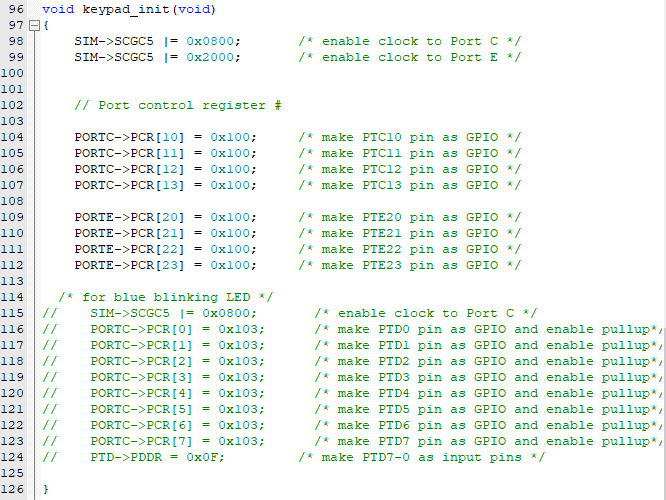 96 void keypad_init(void)
97 {
98 SIM->SCGC5 |= 0x0800; /* enable clock to Port C */
99 SIM->SCGC5 |= 0x2000; /* enable clock to Port E */
100
101
102 // Port control register #
103
104 PORTC->PCR[10] = 0x100; /* make PTC10 pin as GPIO */
105 PORTC->PCR[11] = 0x100; /* make PTC11 pin as GPIO */
106 PORTC->PCR[12] = 0x100; /* make PTC12 pin as GPIO */
107 PORTC->PCR[13] = 0x100; /* make PTC13 pin as GPIO */
108
109 PORTE->PCR[20] = 0x100; /* make PTE20 pin as GPIO */
110 PORTE->PCR[21] = 0x100; /* make PTE21 pin as GPIO */
111 PORTE->PCR[22] = 0x100; /* make PTE22 pin as GPIO */
112 PORTE->PCR[23] = 0x100; /* make PTE23 pin as GPIO */
113
114 /* for blue blinking LED */
115 // SIM->SCGC5 |= 0x0800; /* enable clock to Port C */
116 // PORTC->PCR[0] = 0x103; /* make PTD0 pin as GPIO and enable pullup*/
117 // PORTC->PCR[1] = 0x103; /* make PTD1 pin as GPIO and enable pullup*/
118 // PORTC->PCR[2] = 0x103; /* make PTD2 pin as GPIO and enable pullup*/
119 // PORTC->PCR[3] = 0x103; /* make PTD3 pin as GPIO and enable pullup*/
120 // PORTC->PCR[4] = 0x103; /* make PTD4 pin as GPIO and enable pullup*/
121 // PORTC->PCR[5] = 0x103; /* make PTD5 pin as GPIO and enable pullup*/
122 // PORTC->PCR[6] = 0x103; /* make PTD6 pin as GPIO and enable pullup*/
123 // PORTC->PCR[7] = 0x103; /* make PTD7 pin as GPIO and enable pullup*/
124 // PTD->PDDR = 0x0F; /* make PTD7-0 as input pins */
125
126 }